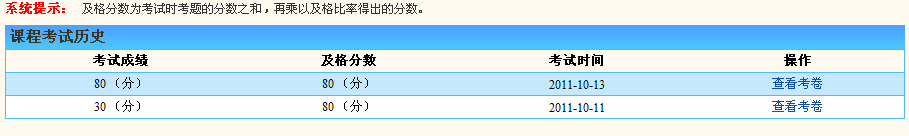 系统提示： 及格分数为考试时考题的分数之和，再乘以及格比率得出的分数。
课程考试历史
考试成绩 及格分数 考试时间 操作
80（分） 80（分） 2011-10-13 查看考卷
30（分） 80（分） 2011-10-11 查看考卷